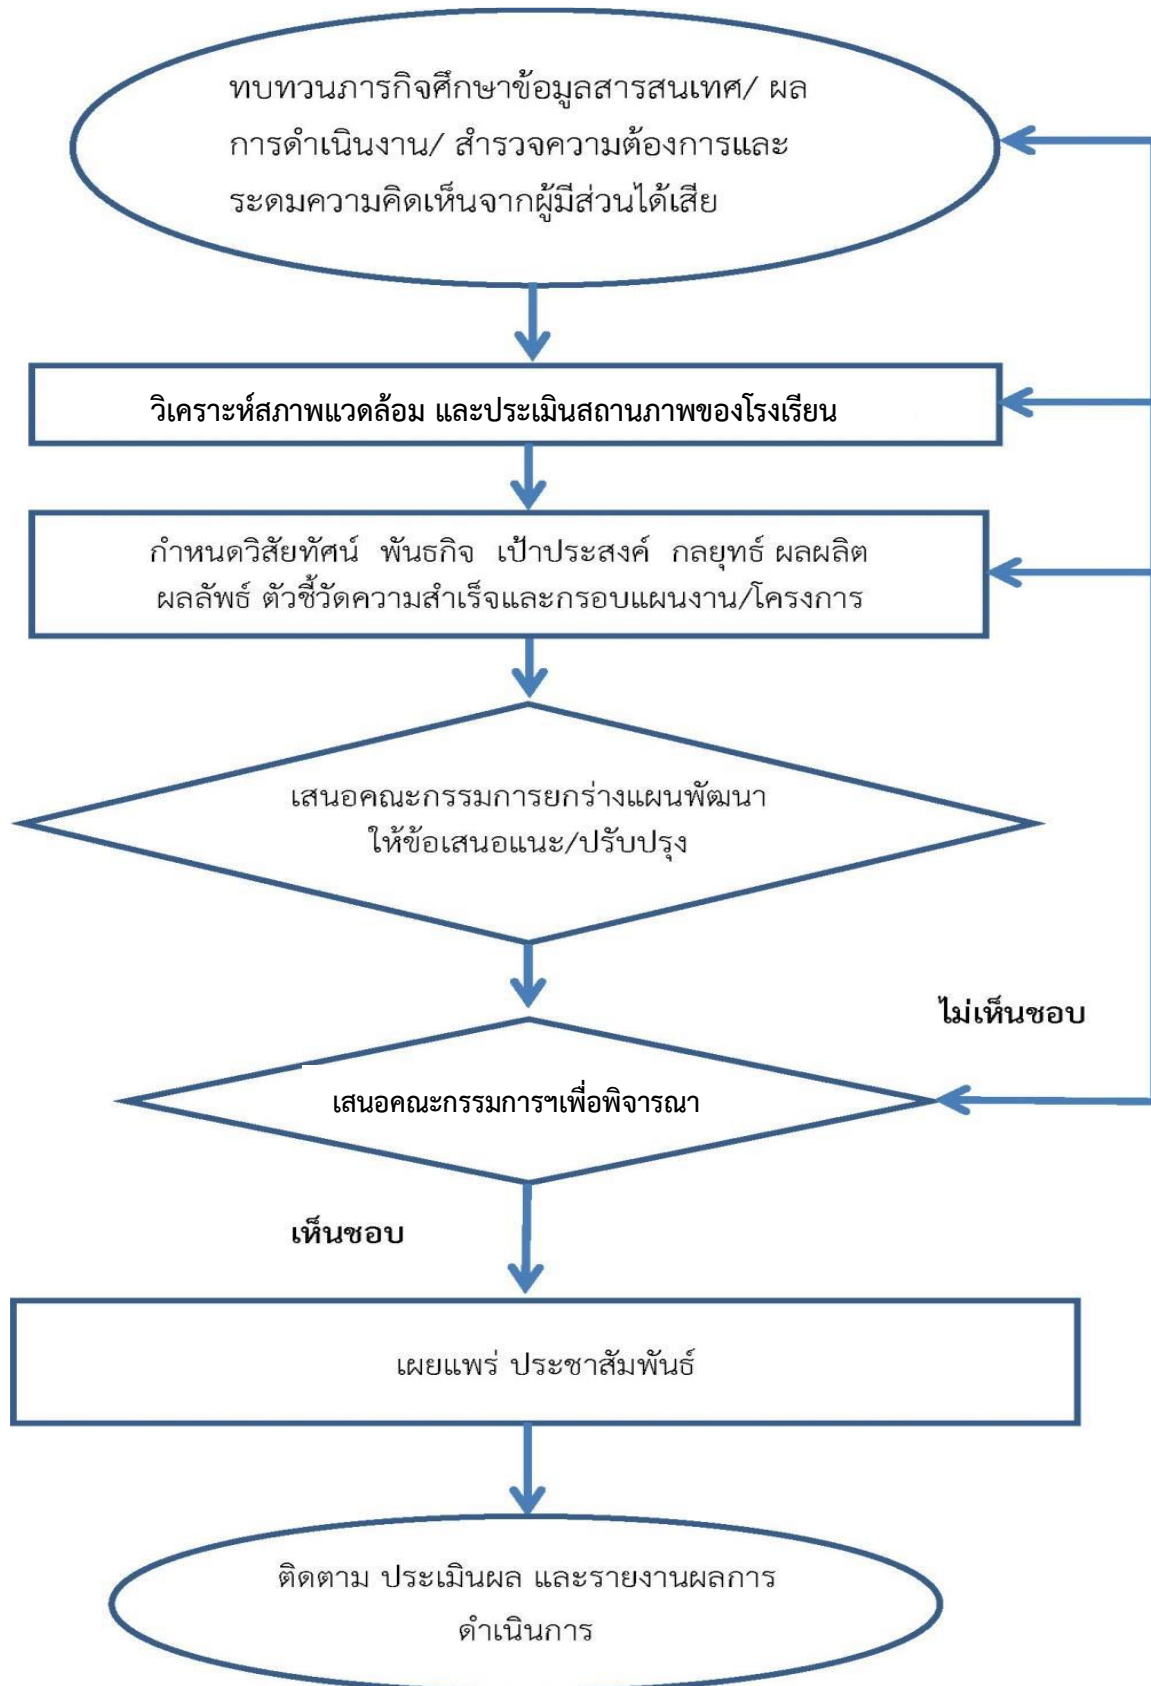 ทบทวนภารกิจศึกษาข้อมูลสารสนเทศ/ ผล
การดำเนินงาน/ สำรวจความต้องการและ
ระดมความคิดเห็นจากผู้มีส่วนได้เสีย
วิเคราะห์สภาพแวดล้อม และประเมินสถานภาพของโรงเรียน
กำหนดวิสัยทัศน์ พันธกิจ เป้าประสงค์ กลยุทธ์ ผลผลิต
ผลลัพธ์ ตัวชี้วัดความสำเร็จและกรอบแผนงาน/โครงการ
เสนอคณะกรรมการยกร่างแผนพัฒนา
ให้ข้อเสนอแนะ/ปรับปรุง
ไม่เห็นชอบ
เสนอคณะกรรมการฯเพื่อพิจารณา
เห็นชอบ
เผยแพร่ ประชาสัมพันธ์
ติดตาม ประเมินผล และรายงานผลการ
ดำเนินการ